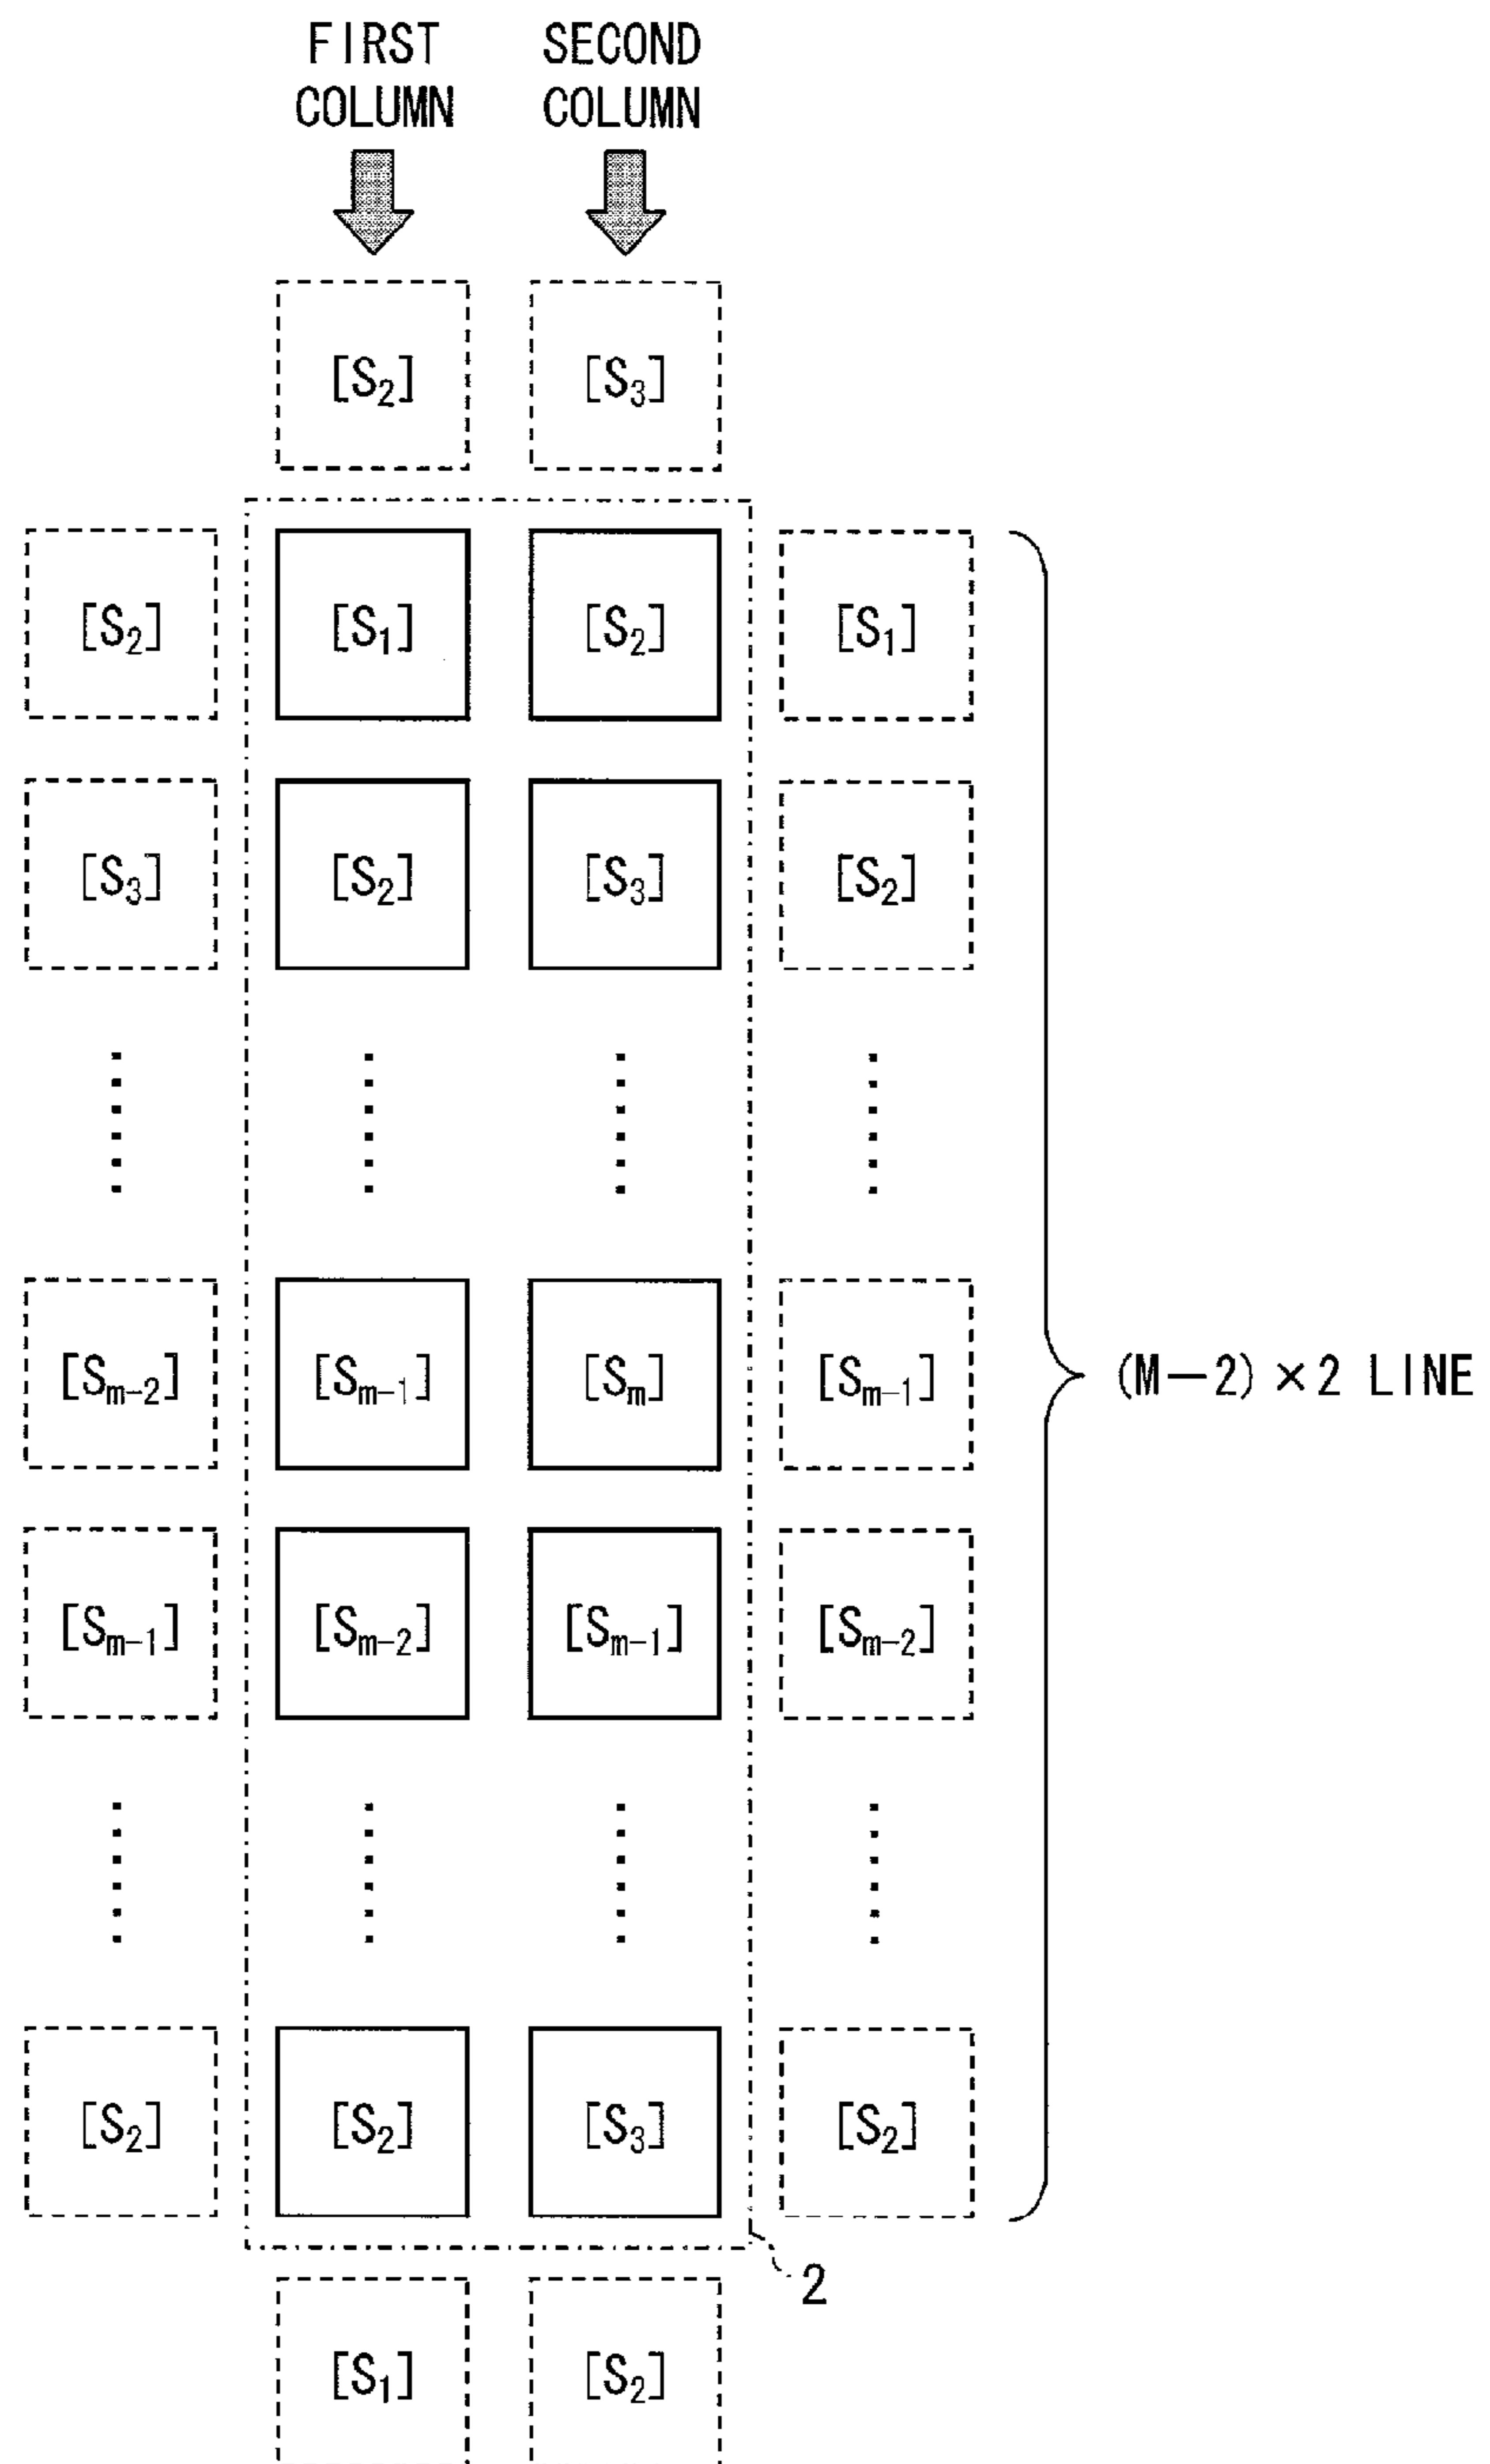 FIRST COLUMN
SECOND COLUMN
[S₂] [S₃]
[S₂] [S₁] [S₂] [S₁]
[S₃] [S₂] [S₃] [S₂]
[Sₘ₋₂] [Sₘ₋₁] [Sₘ] [Sₘ₋₁]
(M−2)×2 LINE
[Sₘ₋₁] [Sₘ₋₂] [Sₘ₋₁] [Sₘ₋₂]
[S₂] [S₂] [S₃] [S₂]
2
[S₁] [S₂]